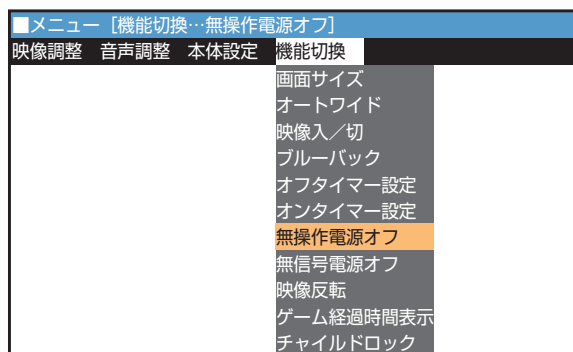 ■メニュー［機能切換…無操作電源オフ］
映像調整 音声調整 本体設定 機能切換
画面サイズ
オートワイド
映像入／切
ブルーバック
オフタイマー設定
オンタイマー設定
無操作電源オフ
無信号電源オフ
映像反転
ゲーム経過時間表示
チャイルドロック